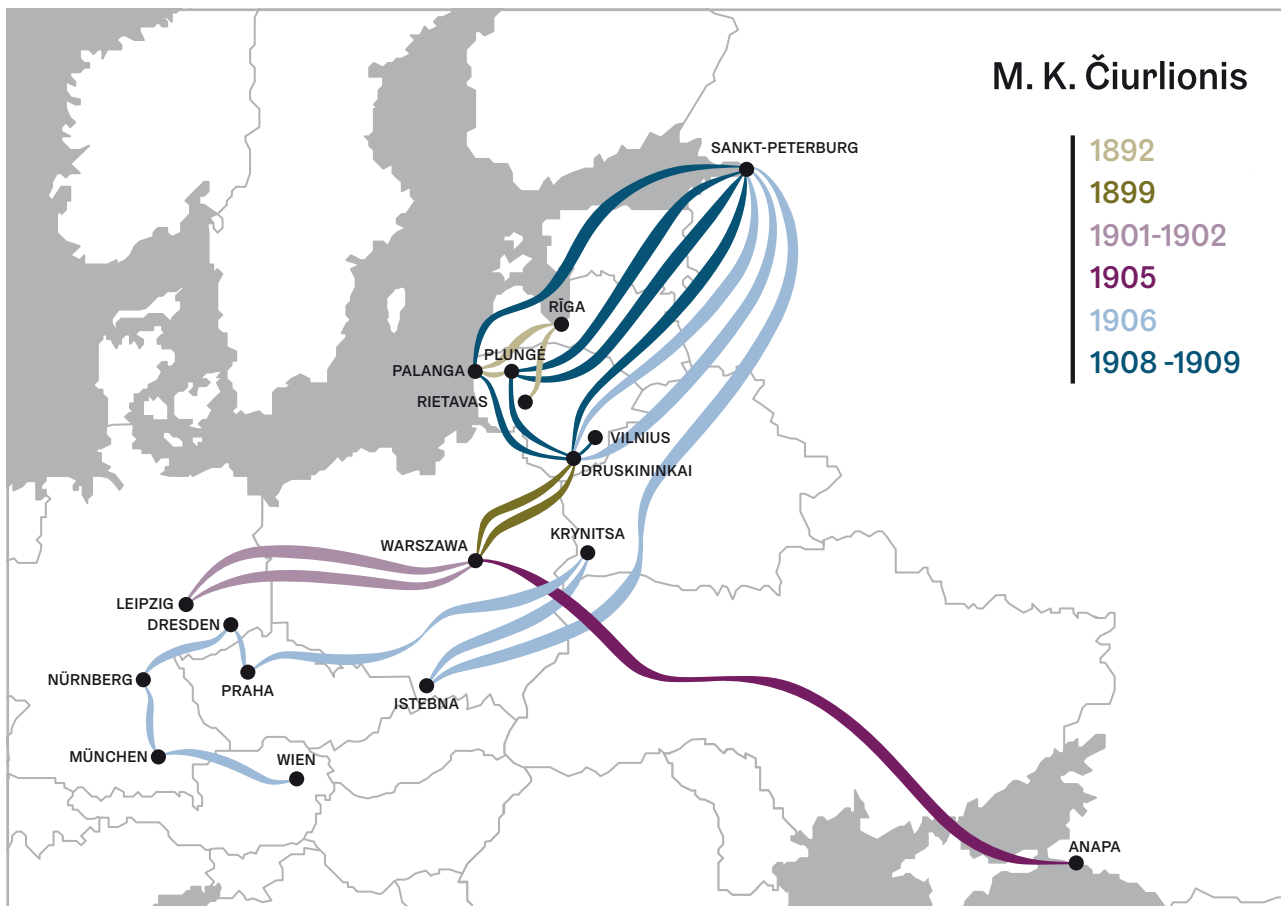 M. K. Čiurlionis
1892
1899
1901-1902
1905
1906
1908 -1909
SANKT-PETERBURG
RĪGA
PLUNGĖ
PALANGA
RIETAVAS
VILNIUS
DRUSKININKAI
KRYNITSA
WARSZAWA
LEIPZIG
DRESDEN
NÜRNBERG
PRAHA
ISTEBNA
MÜNCHEN
WIEN
ANAPA